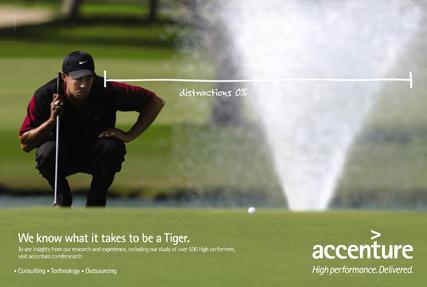 distractions 0%
We know what it takes to be a Tiger.
To see insights from our research and experience, including our study of over 500 high performers,
visit accenture.com/research
• Consulting • Technology • Outsourcing
>
accenture
High performance. Delivered.